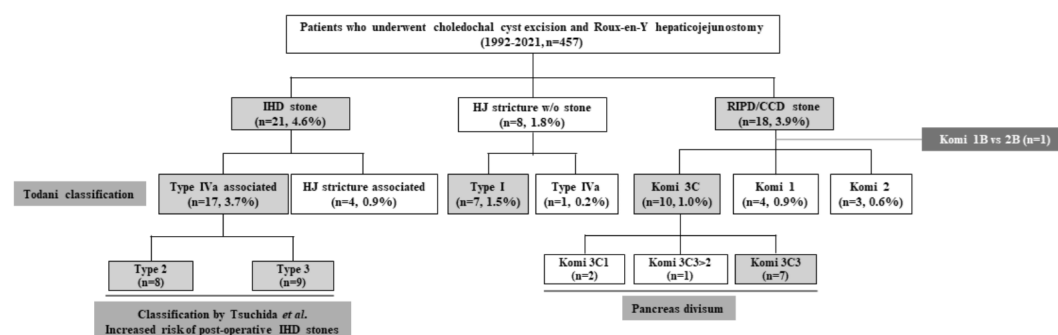 Patients who underwent choledochal cyst excision and Roux-en-Y hepaticojejunostomy
(1992-2021, n=457)
IHD stone
(n=21, 4.6%)
HJ stricture w/o stone
(n=8, 1.8%)
RIPD/CCD stone
(n=18, 3.9%)
Komi 1B vs 2B (n=1)
Todani classification
Type IVa associated
(n=17, 3.7%)
HJ stricture associated
(n=4, 0.9%)
Type I
(n=7, 1.5%)
Type IVa
(n=1, 0.2%)
Komi 3C
(n=10, 1.0%)
Komi 1
(n=4, 0.9%)
Komi 2
(n=3, 0.6%)
Type 2
(n=8)
Type 3
(n=9)
Komi 3C1
(n=2)
Komi 3C3>2
(n=1)
Komi 3C3
(n=7)
Classification by Tsuchida et al.
Increased risk of post-operative IHD stones
Pancreas divisum